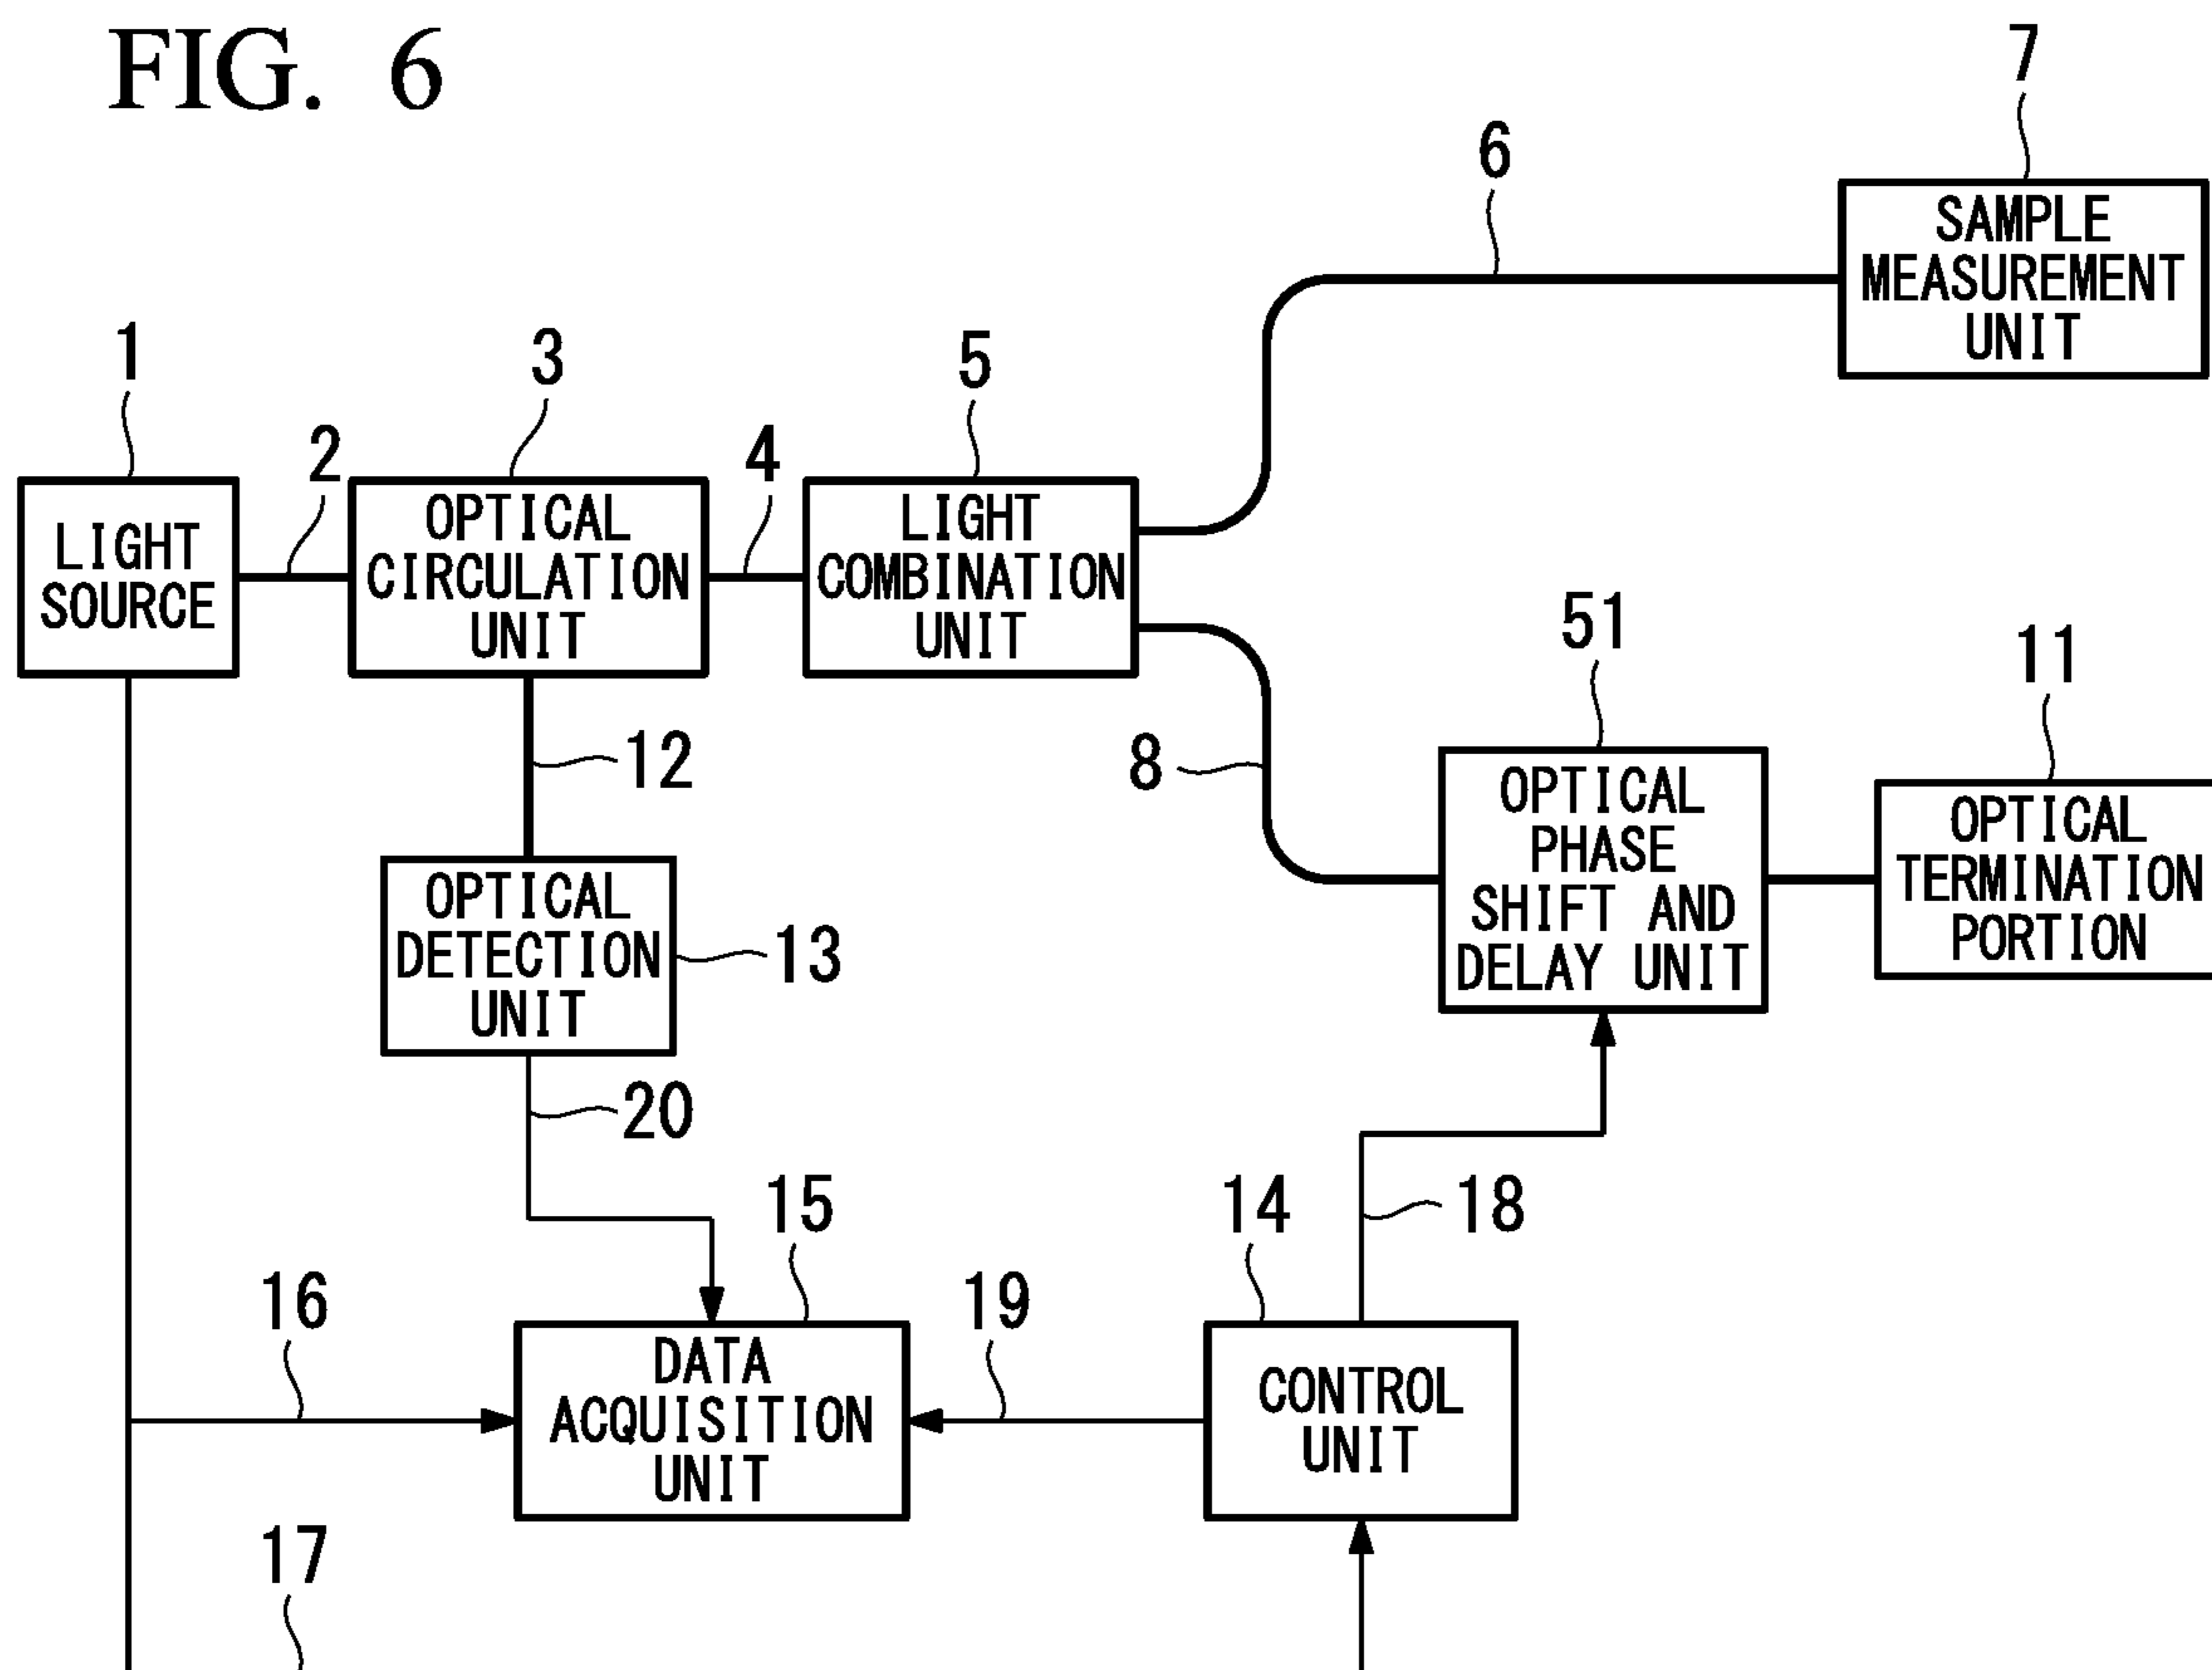 FIG. 6
7
6
SAMPLE
MEASUREMENT
UNIT
1
3
5
2
4
LIGHT
SOURCE
OPTICAL
CIRCULATION
UNIT
LIGHT
COMBINATION
UNIT
51
11
12
8
OPTICAL
PHASE
SHIFT AND
DELAY UNIT
OPTICAL
TERMINATION
PORTION
OPTICAL
DETECTION
UNIT
13
20
15
14
18
16
19
DATA
ACQUISITION
UNIT
CONTROL
UNIT
17